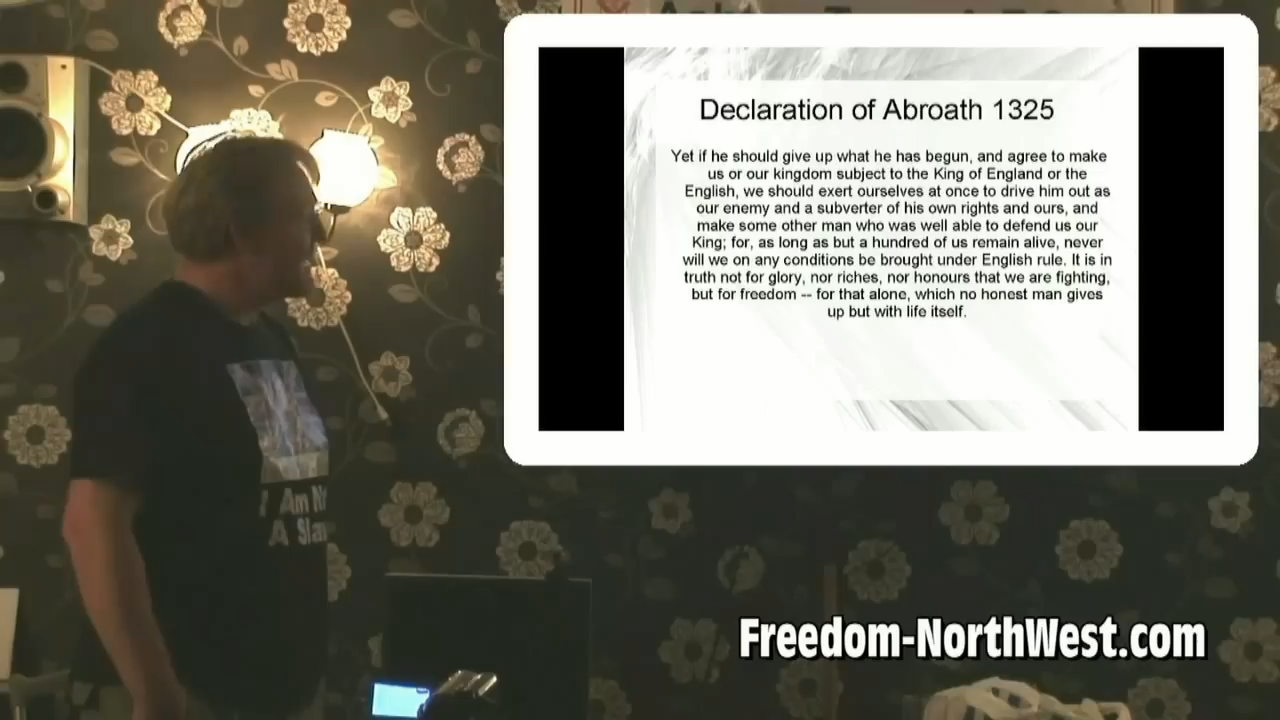 Declaration of Abroath 1325
Yet if he should give up what he has begun, and agree to make
us or our kingdom subject to the King of England or the
English, we should exert ourselves at once to drive him out as
our enemy and a subverter of his own rights and ours, and
make some other man who was well able to defend us our
King; for, as long as but a hundred of us remain alive, never
will we on any conditions be brought under English rule. It is in
truth not for glory, nor riches, nor honours that we are fighting,
but for freedom -- for that alone, which no honest man gives
up but with life itself.
I Am
A
Freedom-NorthWest.com